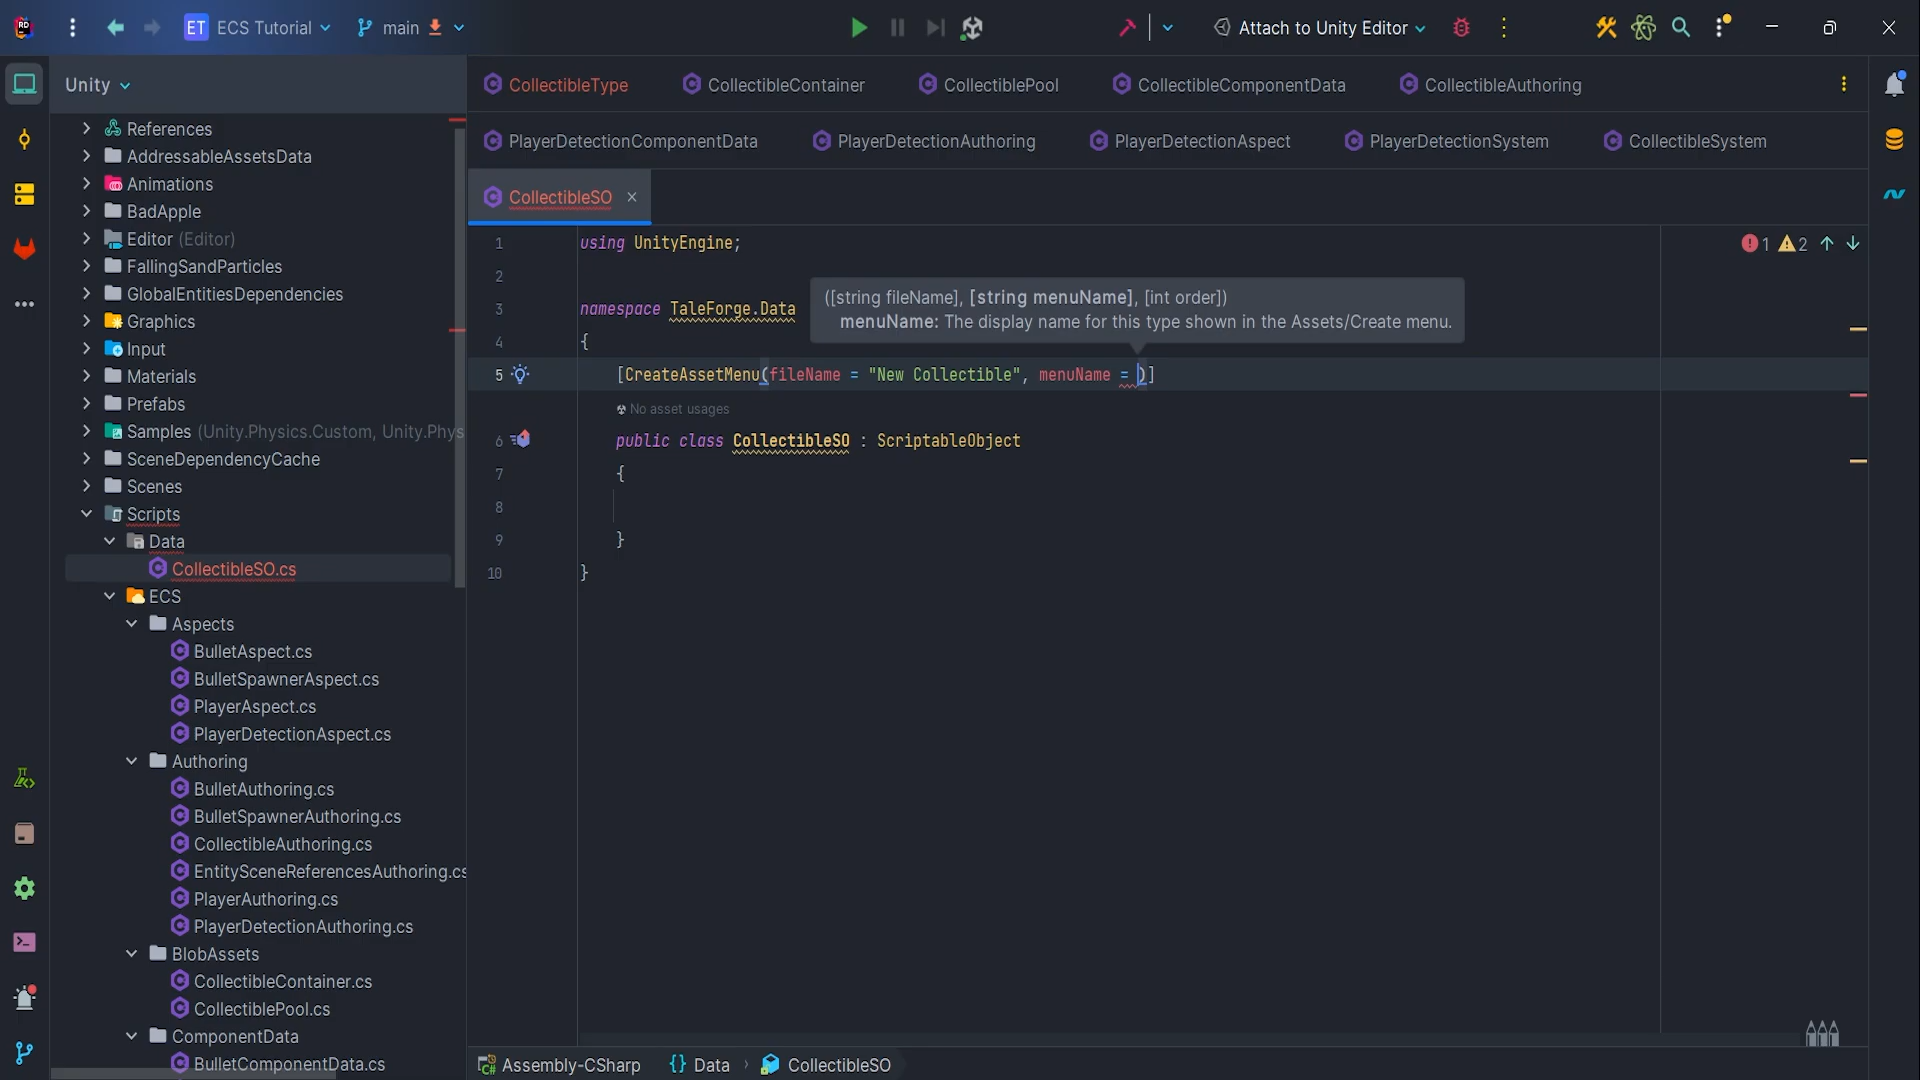 ET ECS Tutorial main Attach to Unity Editor
Unity
CollectibleType CollectibleContainer CollectiblePool CollectibleComponentData CollectibleAuthoring
PlayerDetectionComponentData PlayerDetectionAuthoring PlayerDetectionAspect PlayerDetectionSystem CollectibleSystem
CollectibleSO
References
AddressableAssetsData
Animations
BadApple
Editor (Editor)
FallingSandParticles
GlobalEntitiesDependencies
Graphics
Input
Materials
Prefabs
Samples (Unity.Physics.Custom, Unity.Phys
SceneDependencyCache
Scenes
Scripts
Data
CollectibleSO.cs
ECS
Aspects
BulletAspect.cs
BulletSpawnerAspect.cs
PlayerAspect.cs
PlayerDetectionAspect.cs
Authoring
BulletAuthoring.cs
BulletSpawnerAuthoring.cs
CollectibleAuthoring.cs
EntitySceneReferencesAuthoring.cs
PlayerAuthoring.cs
PlayerDetectionAuthoring.cs
BlobAssets
CollectibleContainer.cs
CollectiblePool.cs
ComponentData
BulletComponentData.cs
1 using UnityEngine;
2
3 namespace TaleForge.Data
4 {
5 [CreateAssetMenu(fileName = "New Collectible", menuName = )]
No asset usages
6 public class CollectibleSO : ScriptableObject
7 {
8
9 }
10 }
([string fileName], [string menuName], [int order])
menuName: The display name for this type shown in the Assets/Create menu.
1 2
Assembly-CSharp {} Data CollectibleSO